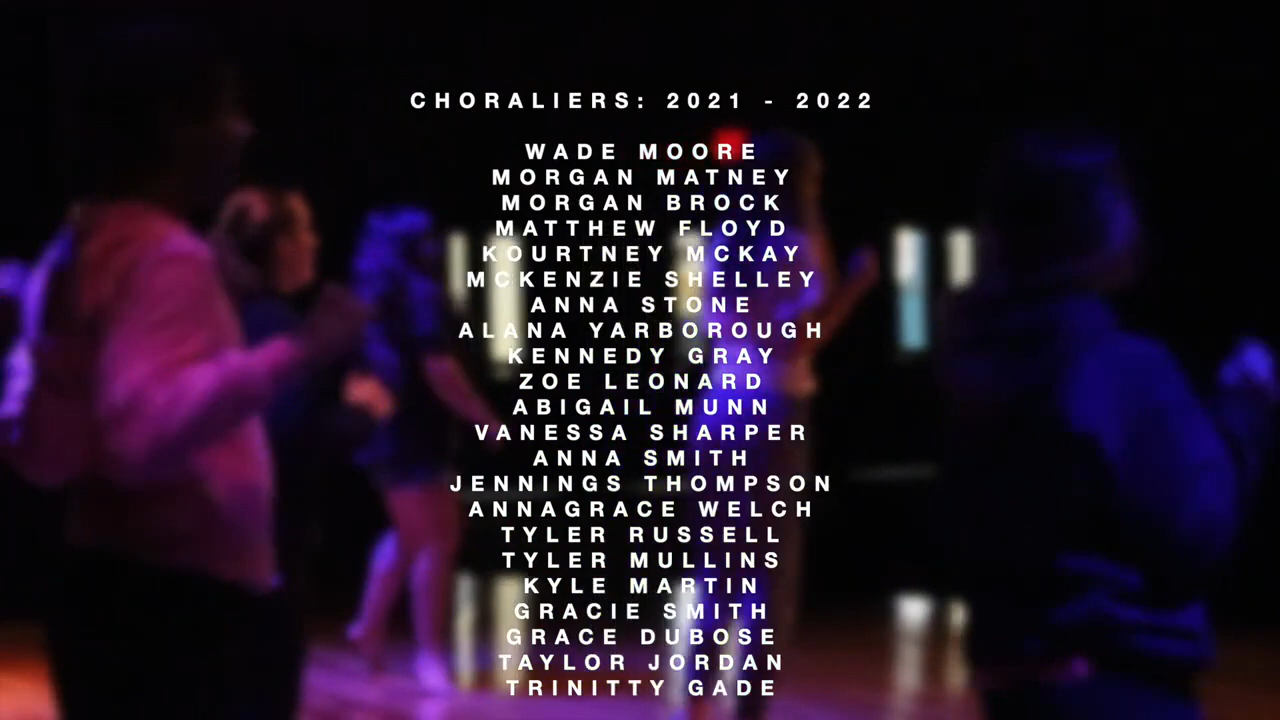 CHORALIERS: 2021 - 2022
WADE MOORE
MORGAN MATNEY
MORGAN BROCK
MATTHEW FLOYD
KOURTNEY MCKAY
MCKENZIE SHELLEY
ANNA STONE
ALANA YARBOROUGH
KENNEDY GRAY
ZOE LEONARD
ABIGAIL MUNN
VANESSA SHARPER
ANNA SMITH
JENNINGS THOMPSON
ANNAGRACE WELCH
TYLER RUSSELL
TYLER MULLINS
KYLE MARTIN
GRACIE SMITH
GRACE DUBOSE
TAYLOR JORDAN
TRINITTY GADE